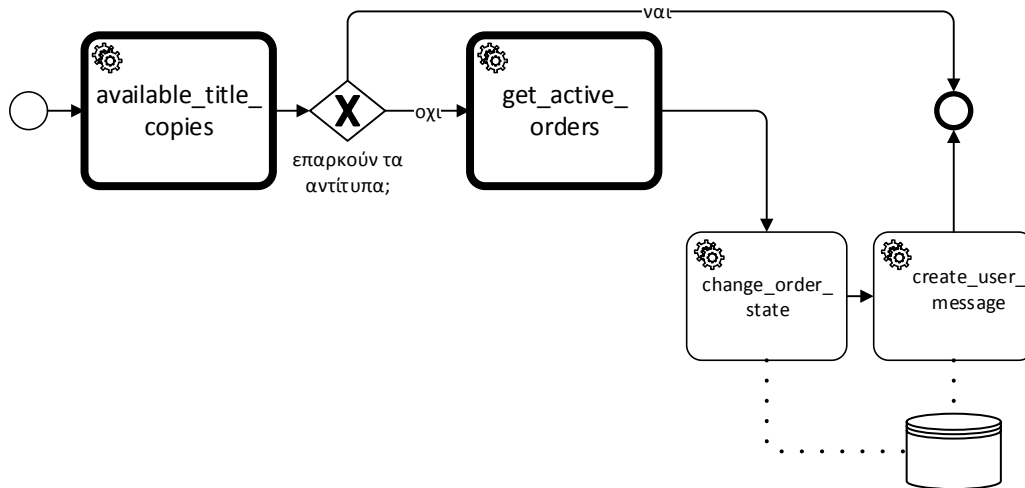 ναι
available_title_
copies
X
οχι
get_active_
orders
επαρκούν τα
αντίτυπα;
change_order_
state
create_user_
message